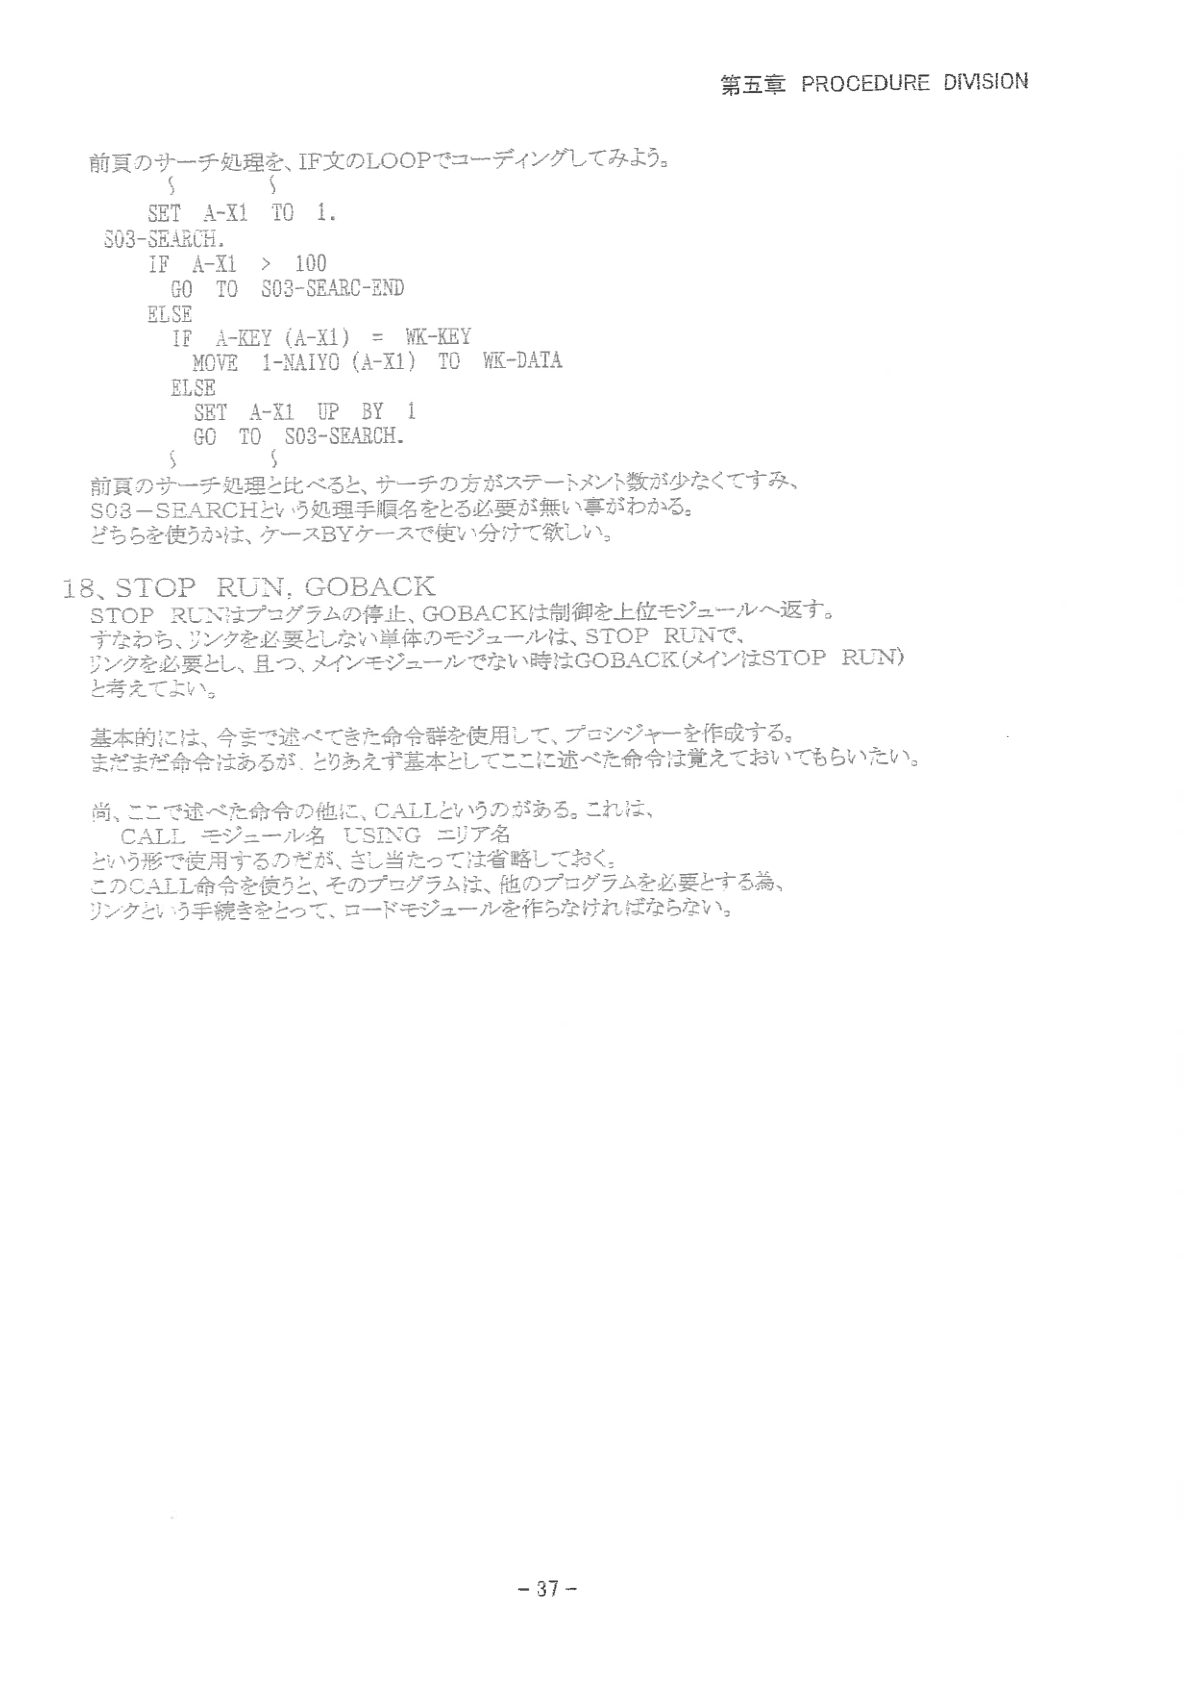 第五章 PROCEDURE DIVISION
前頁のサーチ処理を、IF文のLOOPでコーディングしてみよう。
∫ ∫
SET A-X1 TO 1.
S03-SEARCH.
IF A-X1 > 100
GO TO S03-SEARC-END
ELSE
IF A-KEY (A-X1) = WK-KEY
MOVE 1-NAIYO (A-X1) TO WK-DATA
ELSE
SET A-X1 UP BY 1
GO TO S03-SEARCH.
∫ ∫
前頁のサーチ処理と比べると、サーチの方がステートメント数が少なくてすみ、
S03－SEARCHという処理手順名をとる必要が無い事がわかる。
どちらを使うかは、ケースBYケースで使い分けて欲しい。
18、STOP RUN, GOBACK
STOP RUNはプログラムの停止、GOBACKは制御を上位モジュールへ返す。
すなわち、リンクを必要としない単体のモジュールは、STOP RUNで、
リンクを必要とし、且つ、メインモジュールでない時はGOBACK(メインはSTOP RUN)
と考えてよい。
基本的には、今まで述べてきた命令群を使用して、プロシジャーを作成する。
まだまだ命令はあるが、とりあえず基本としてここに述べた命令は覚えておいてもらいたい。
尚、ここで述べた命令の他に、CALLというのがある。これは、
CALL モジュール名 USING エリア名
という形で使用するのだが、さし当たっては省略しておく。
このCALL命令を使うと、そのプログラムは、他のプログラムを必要とする為、
リンクという手続きをとって、ロードモジュールを作らなければならない。
－37－